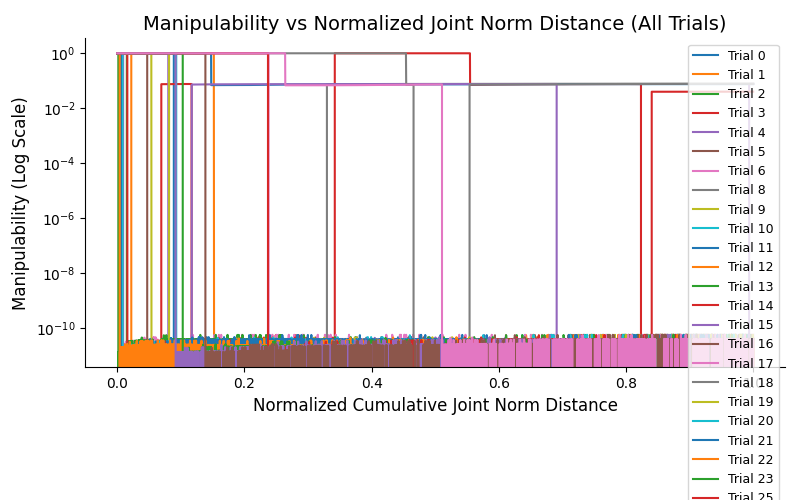 Manipulability vs Normalized Joint Norm Distance (All Trials)
Manipulability (Log Scale)
10⁰
10⁻²
10⁻⁴
10⁻⁶
10⁻⁸
10⁻¹⁰
0.0
0.2
0.4
0.6
0.8
Normalized Cumulative Joint Norm Distance
Trial 0
Trial 1
Trial 2
Trial 3
Trial 4
Trial 5
Trial 6
Trial 8
Trial 9
Trial 10
Trial 11
Trial 12
Trial 13
Trial 14
Trial 15
Trial 16
Trial 17
Trial 18
Trial 19
Trial 20
Trial 21
Trial 22
Trial 23
Trial 25